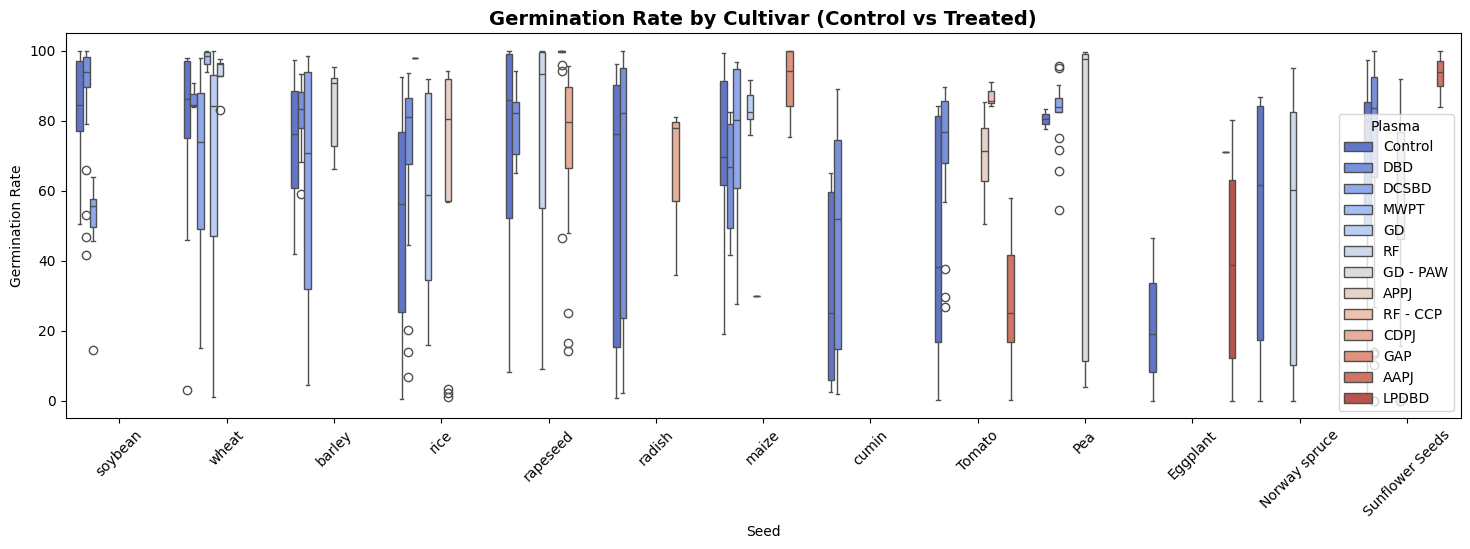 Germination Rate by Cultivar (Control vs Treated)
Germination Rate
100
80
60
40
20
0
soybean
wheat
barley
rice
rapeseed
radish
maize
cumin
Tomato
Pea
Eggplant
Norway spruce
Sunflower Seeds
Seed
Plasma
Control
DBD
DCSBD
MWPT
GD
RF
GD - PAW
APPJ
RF - CCP
CDPJ
GAP
AAPJ
LPDBD